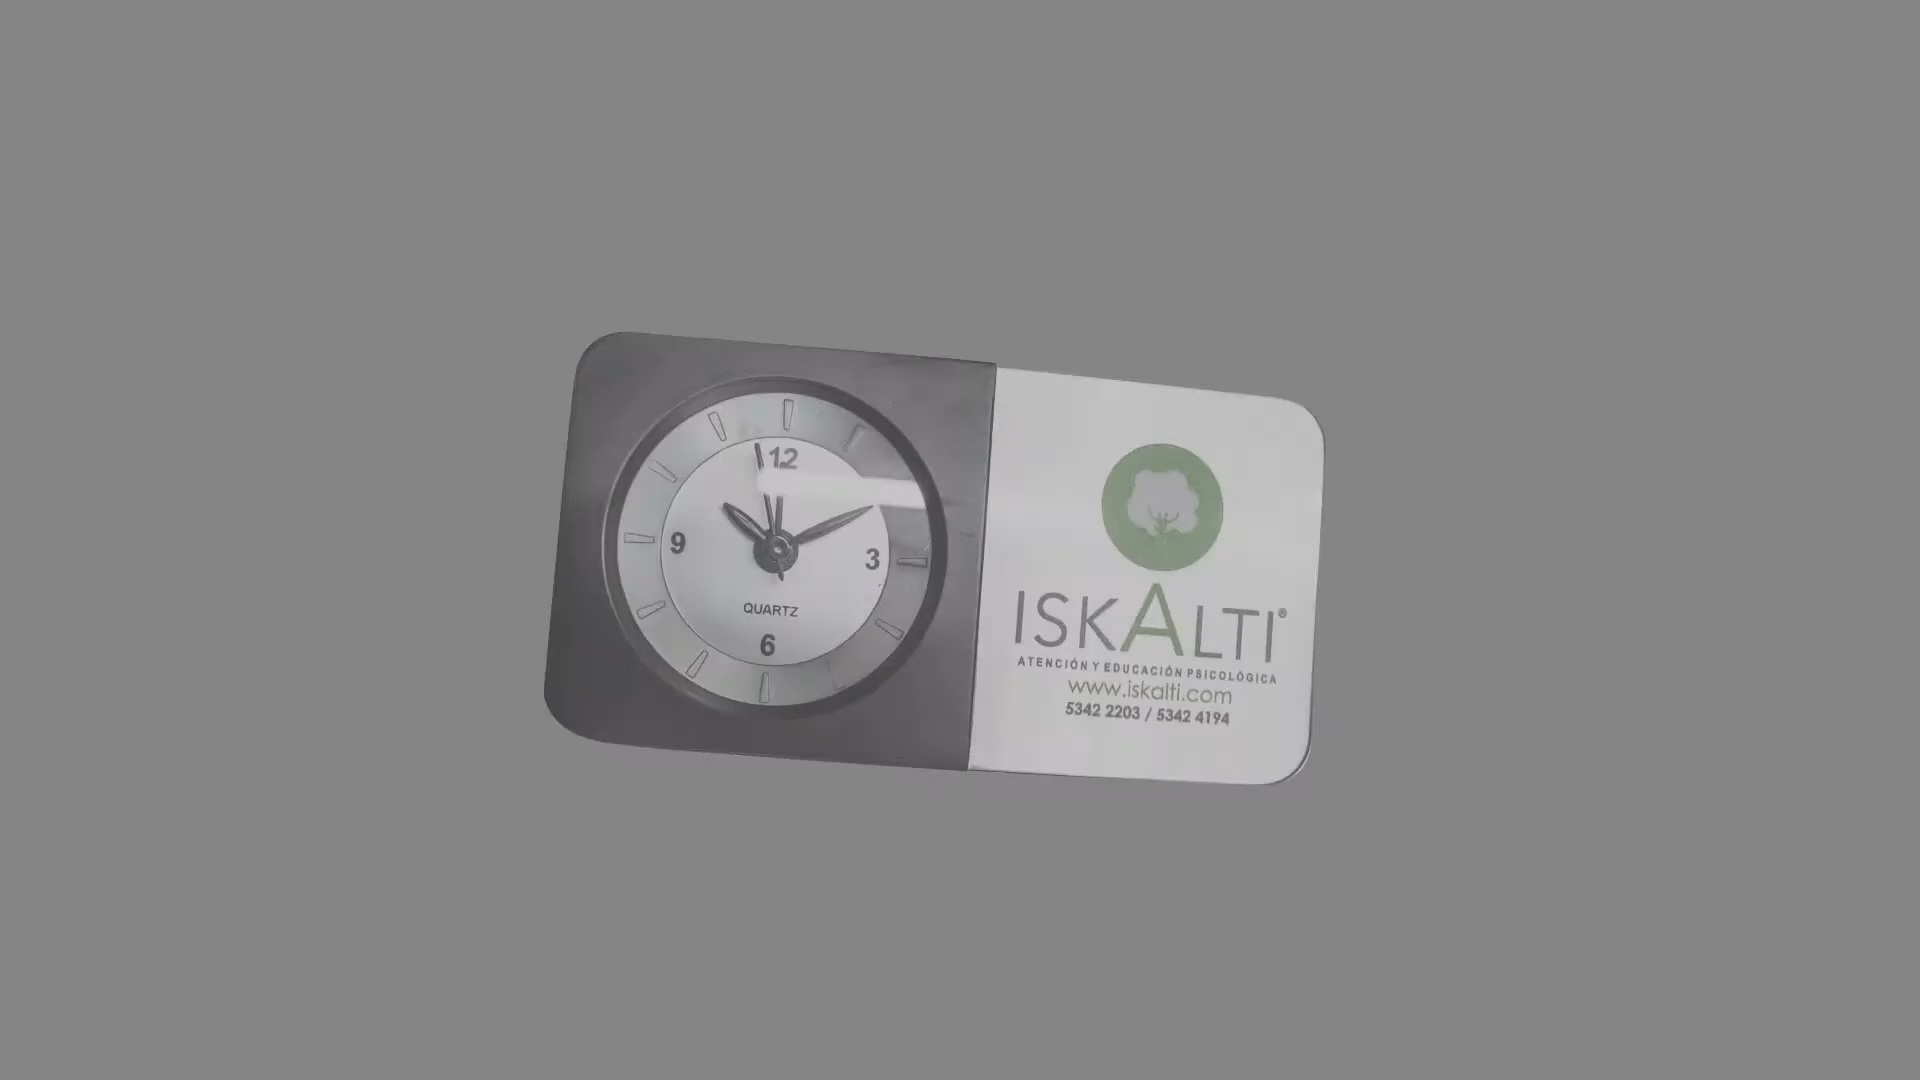 12
9
3
QUARTZ
6
ISKALTI®
ATENCIÓN Y EDUCACIÓN PSICOLÓGICA
www.iskalti.com
5342 2203 / 5342 4194